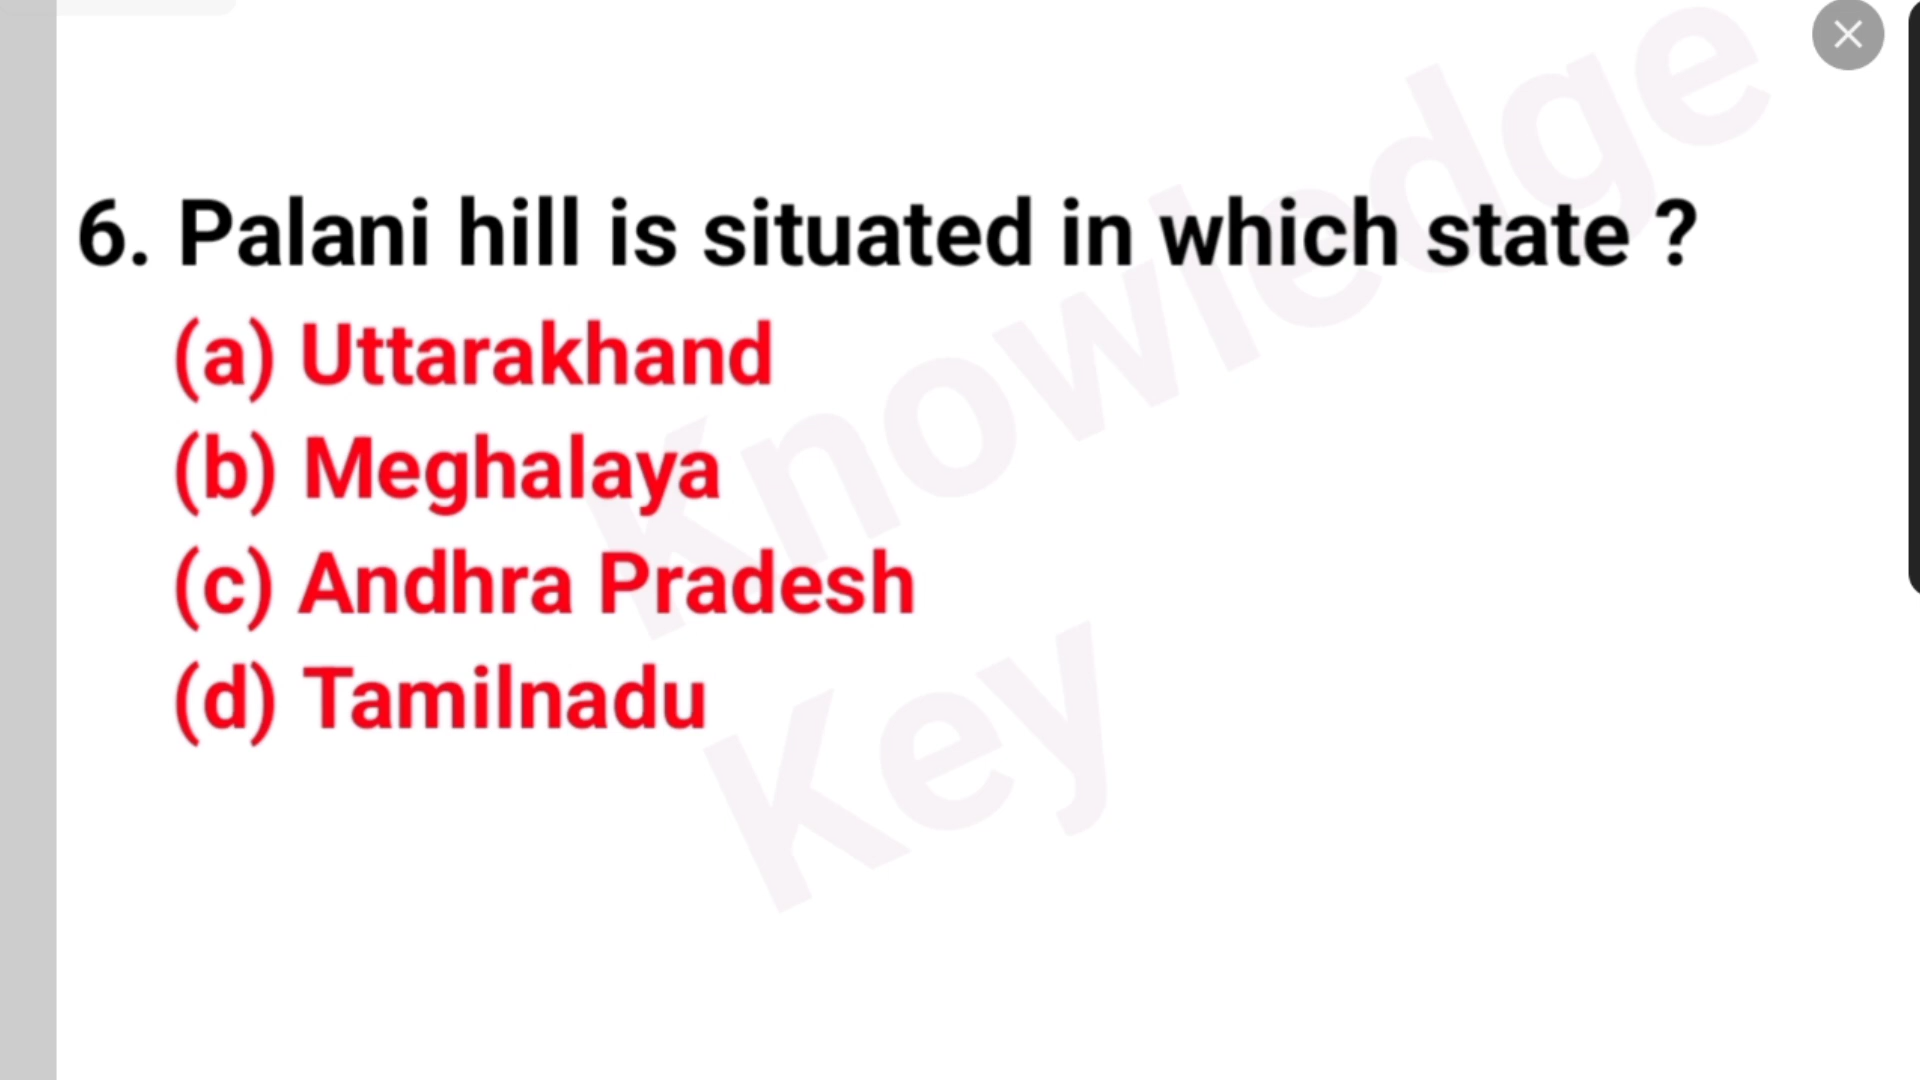 6. Palani hill is situated in which state ?
(a) Uttarakhand
(b) Meghalaya
(c) Andhra Pradesh
(d) Tamilnadu
Knowledge
Key